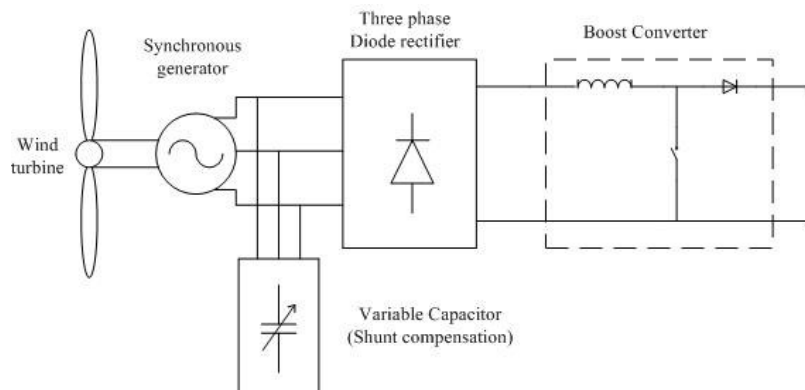 Three phase
Diode rectifier
Boost Converter
Synchronous
generator
Wind
turbine
Variable Capacitor
(Shunt compensation)